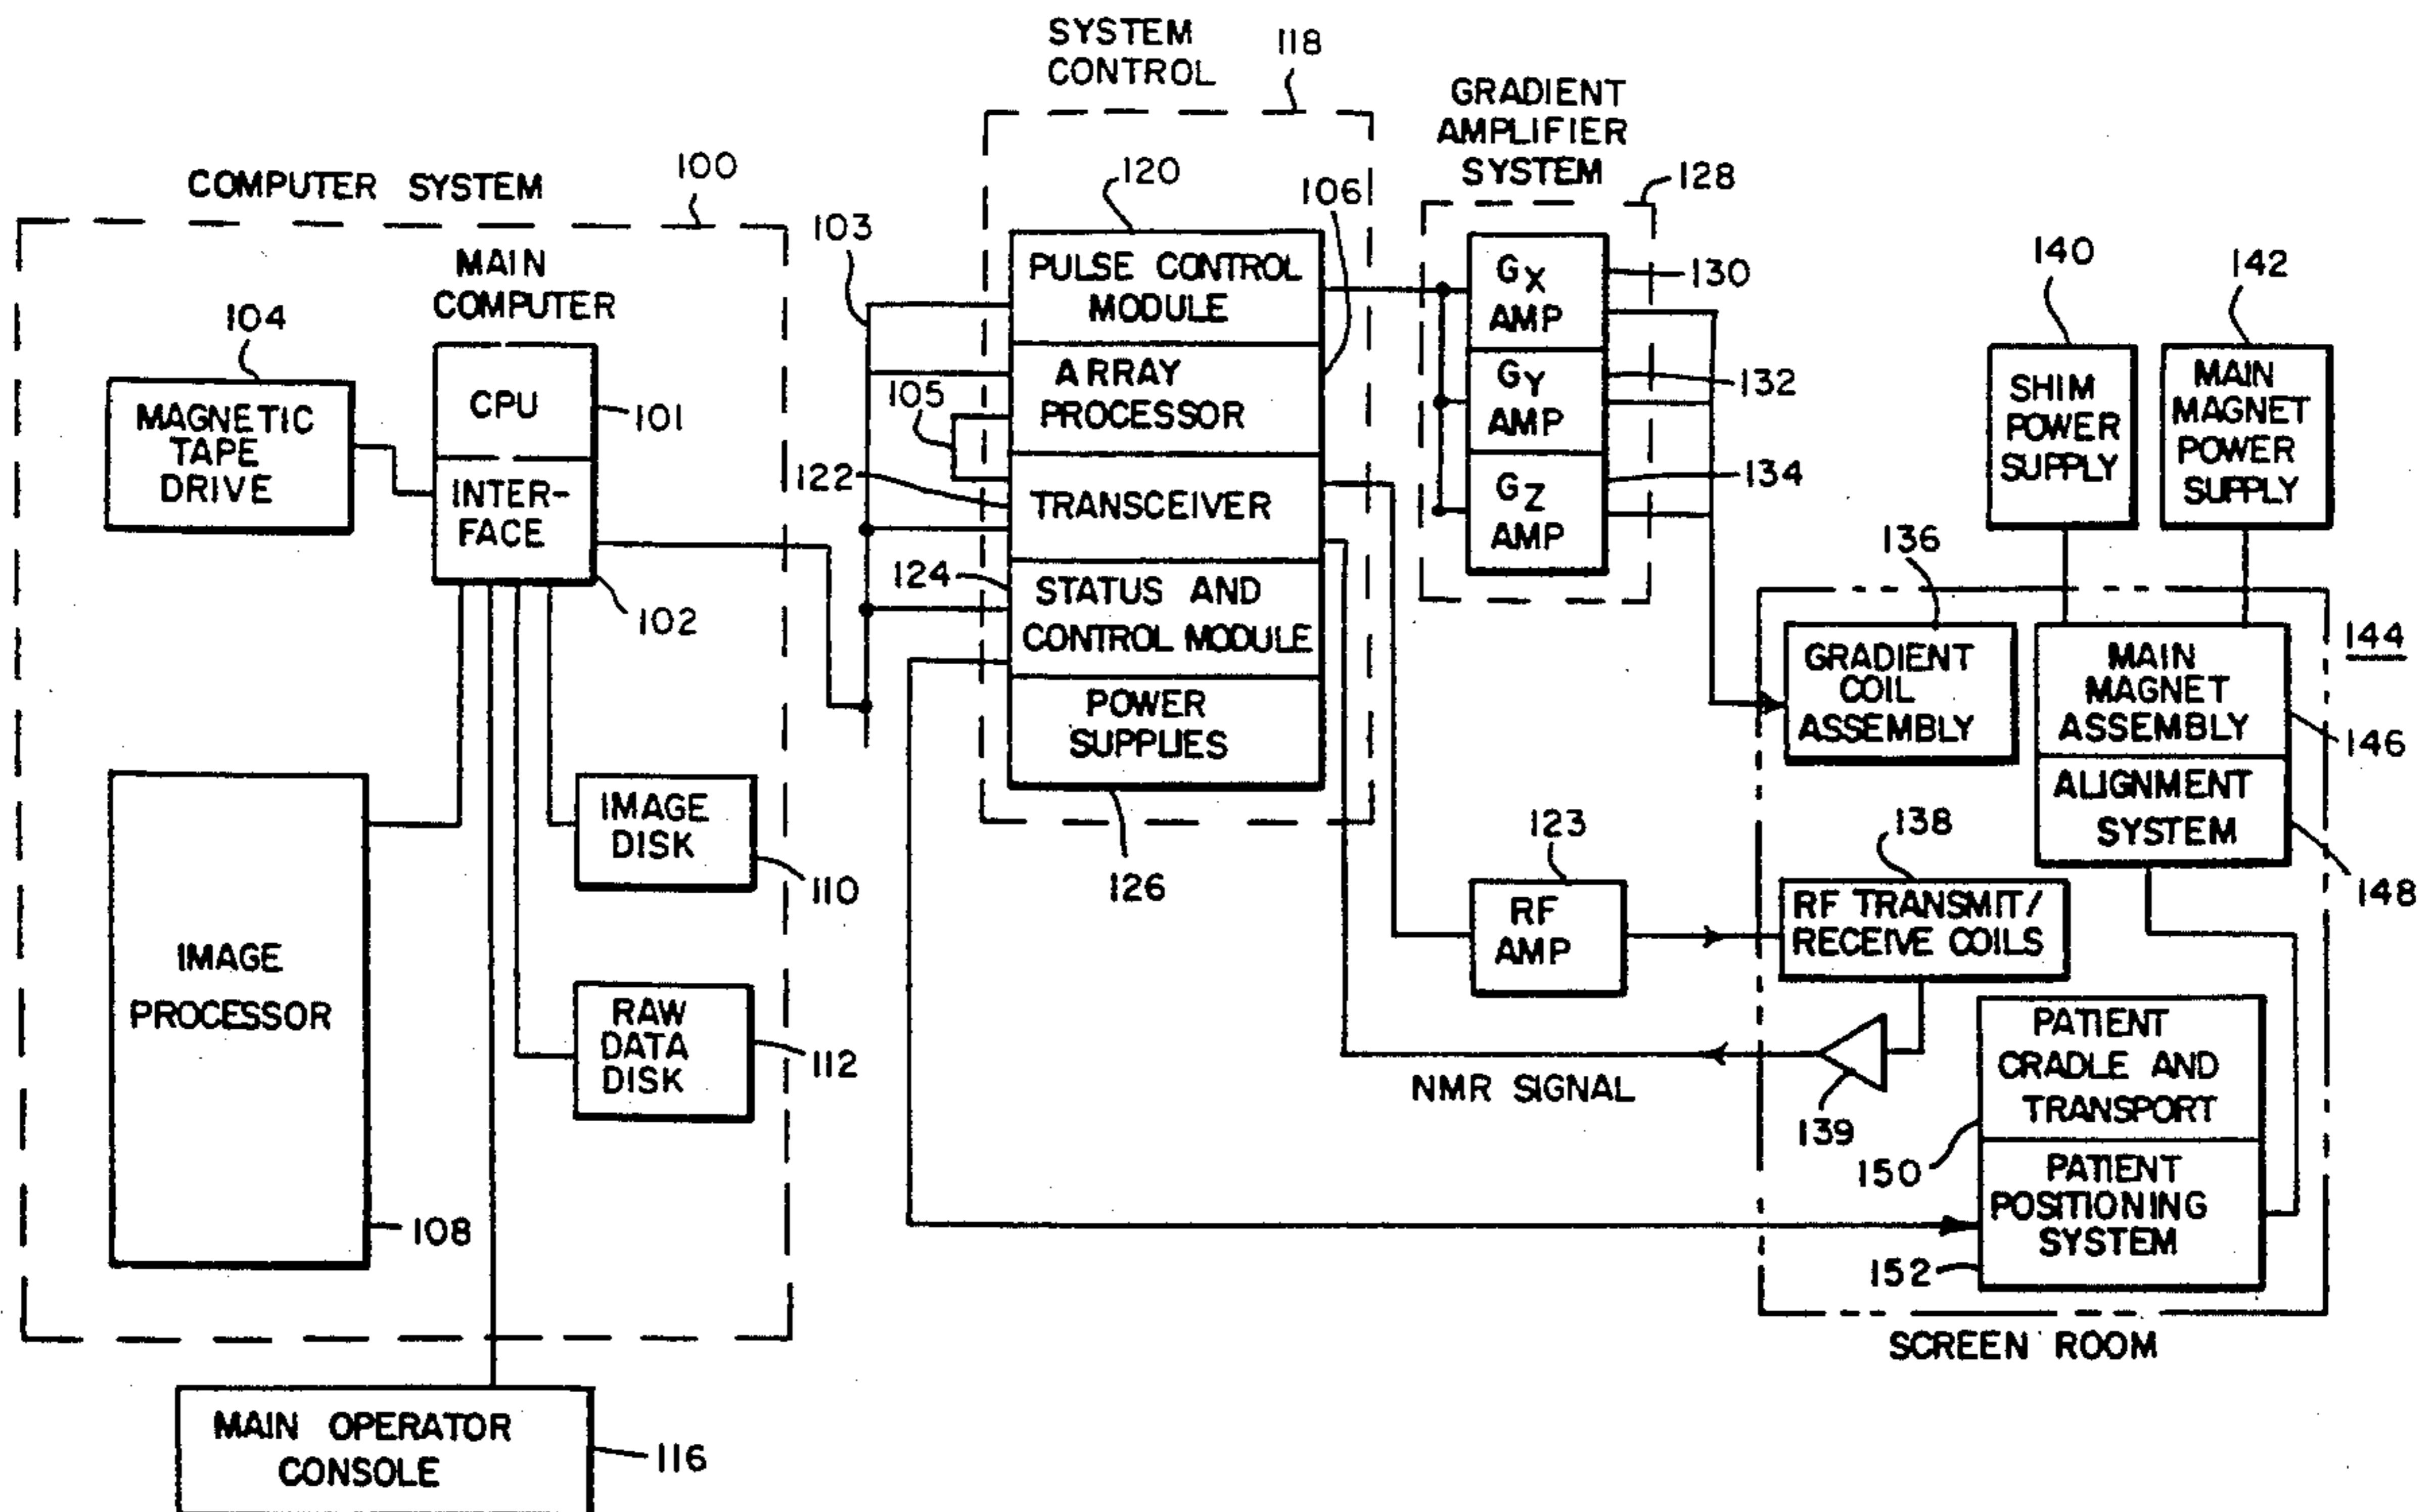 SYSTEM
CONTROL
118
GRADIENT
AMPLIFIER
SYSTEM
128
COMPUTER SYSTEM
100
MAIN
COMPUTER
104
MAGNETIC
TAPE
DRIVE
CPU
101
INTER-
FACE
102
103
105
120
106
PULSE CONTROL
MODULE
ARRAY
PROCESSOR
122
TRANSCEIVER
124
STATUS AND
CONTROL MODULE
POWER
SUPPLIES
126
GX
AMP
130
GY
AMP
132
GZ
AMP
134
140
SHIM
POWER
SUPPLY
142
MAIN
MAGNET
POWER
SUPPLY
136
GRADIENT
COIL
ASSEMBLY
144
MAIN
MAGNET
ASSEMBLY
146
ALIGNMENT
SYSTEM
148
IMAGE
PROCESSOR
108
IMAGE
DISK
110
RAW
DATA
DISK
112
123
RF
AMP
138
RF TRANSMIT/
RECEIVE COILS
NMR SIGNAL
139
PATIENT
CRADLE AND
TRANSPORT
150
PATIENT
POSITIONING
SYSTEM
152
SCREEN ROOM
MAIN OPERATOR
CONSOLE
116